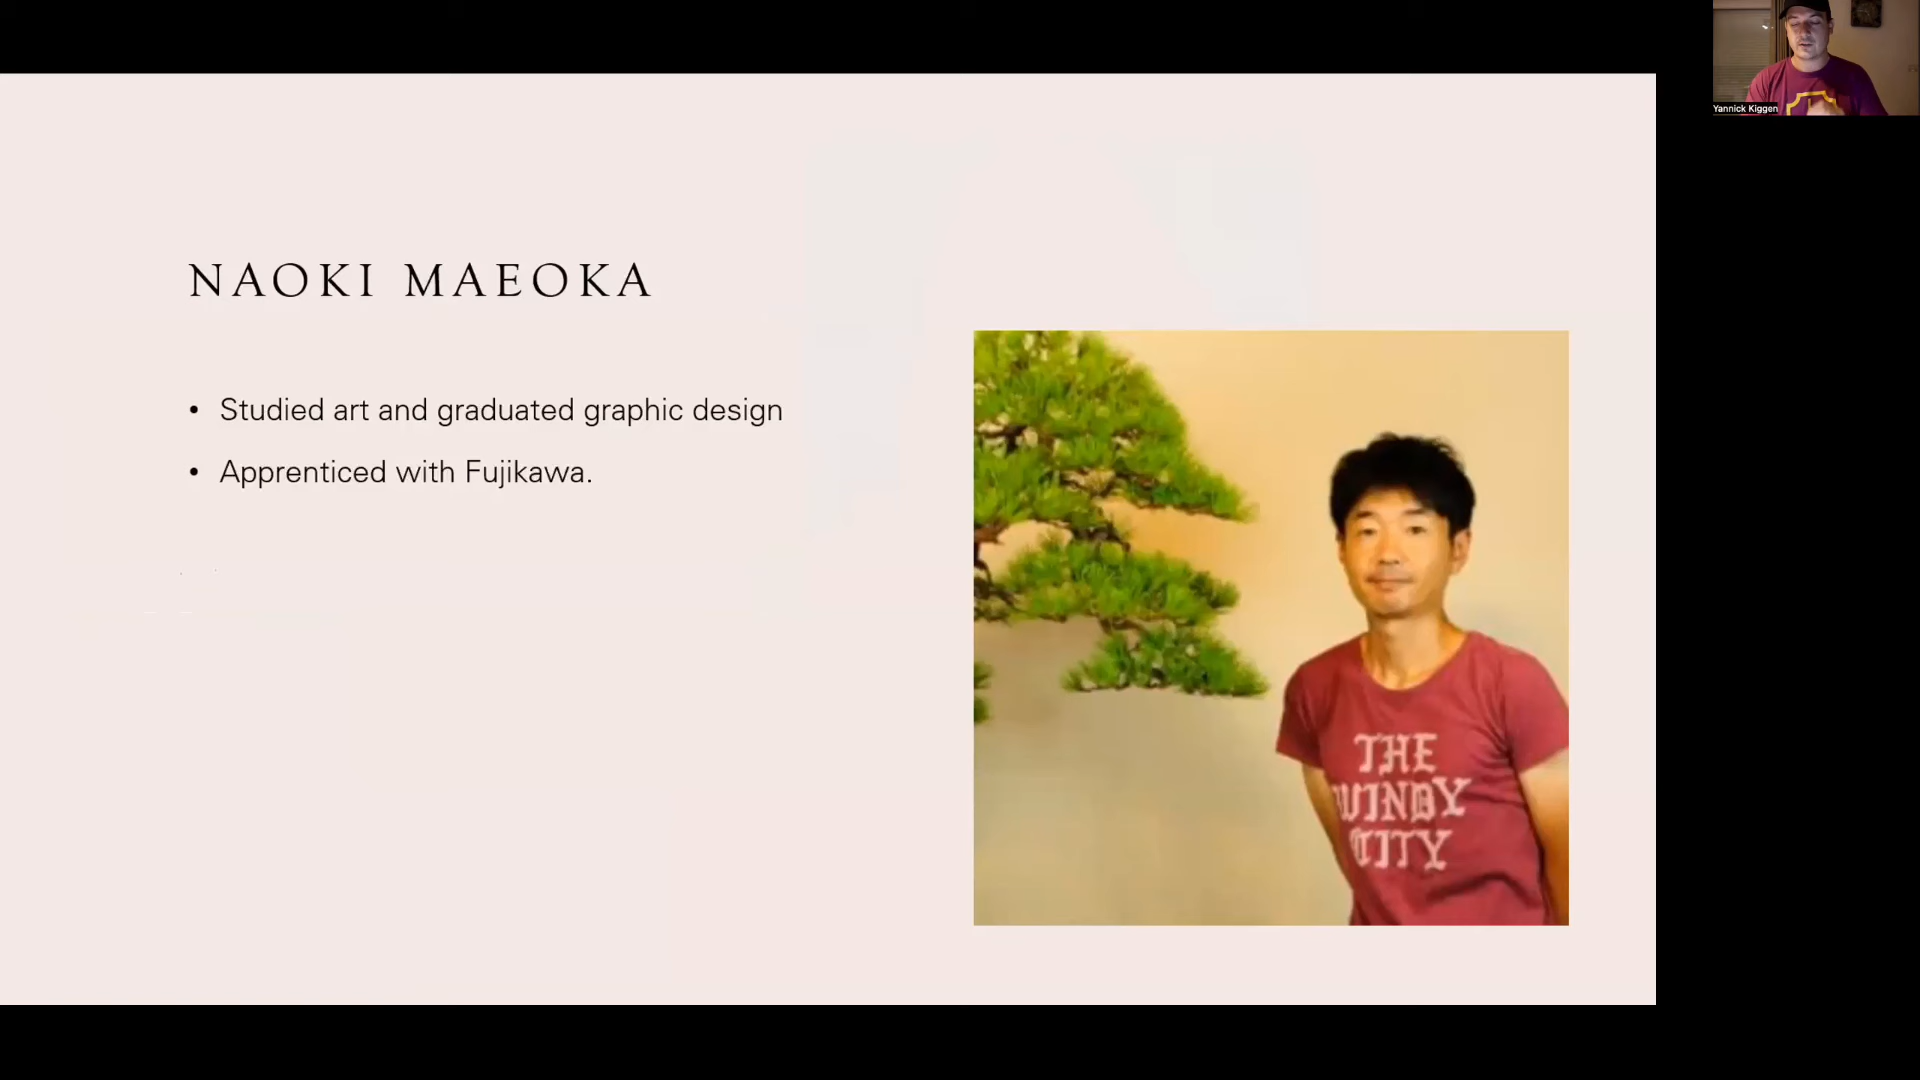 Yannick Kiggen
NAOKI MAEOKA
• Studied art and graduated graphic design
• Apprenticed with Fujikawa.
THE
WINDY
CITY